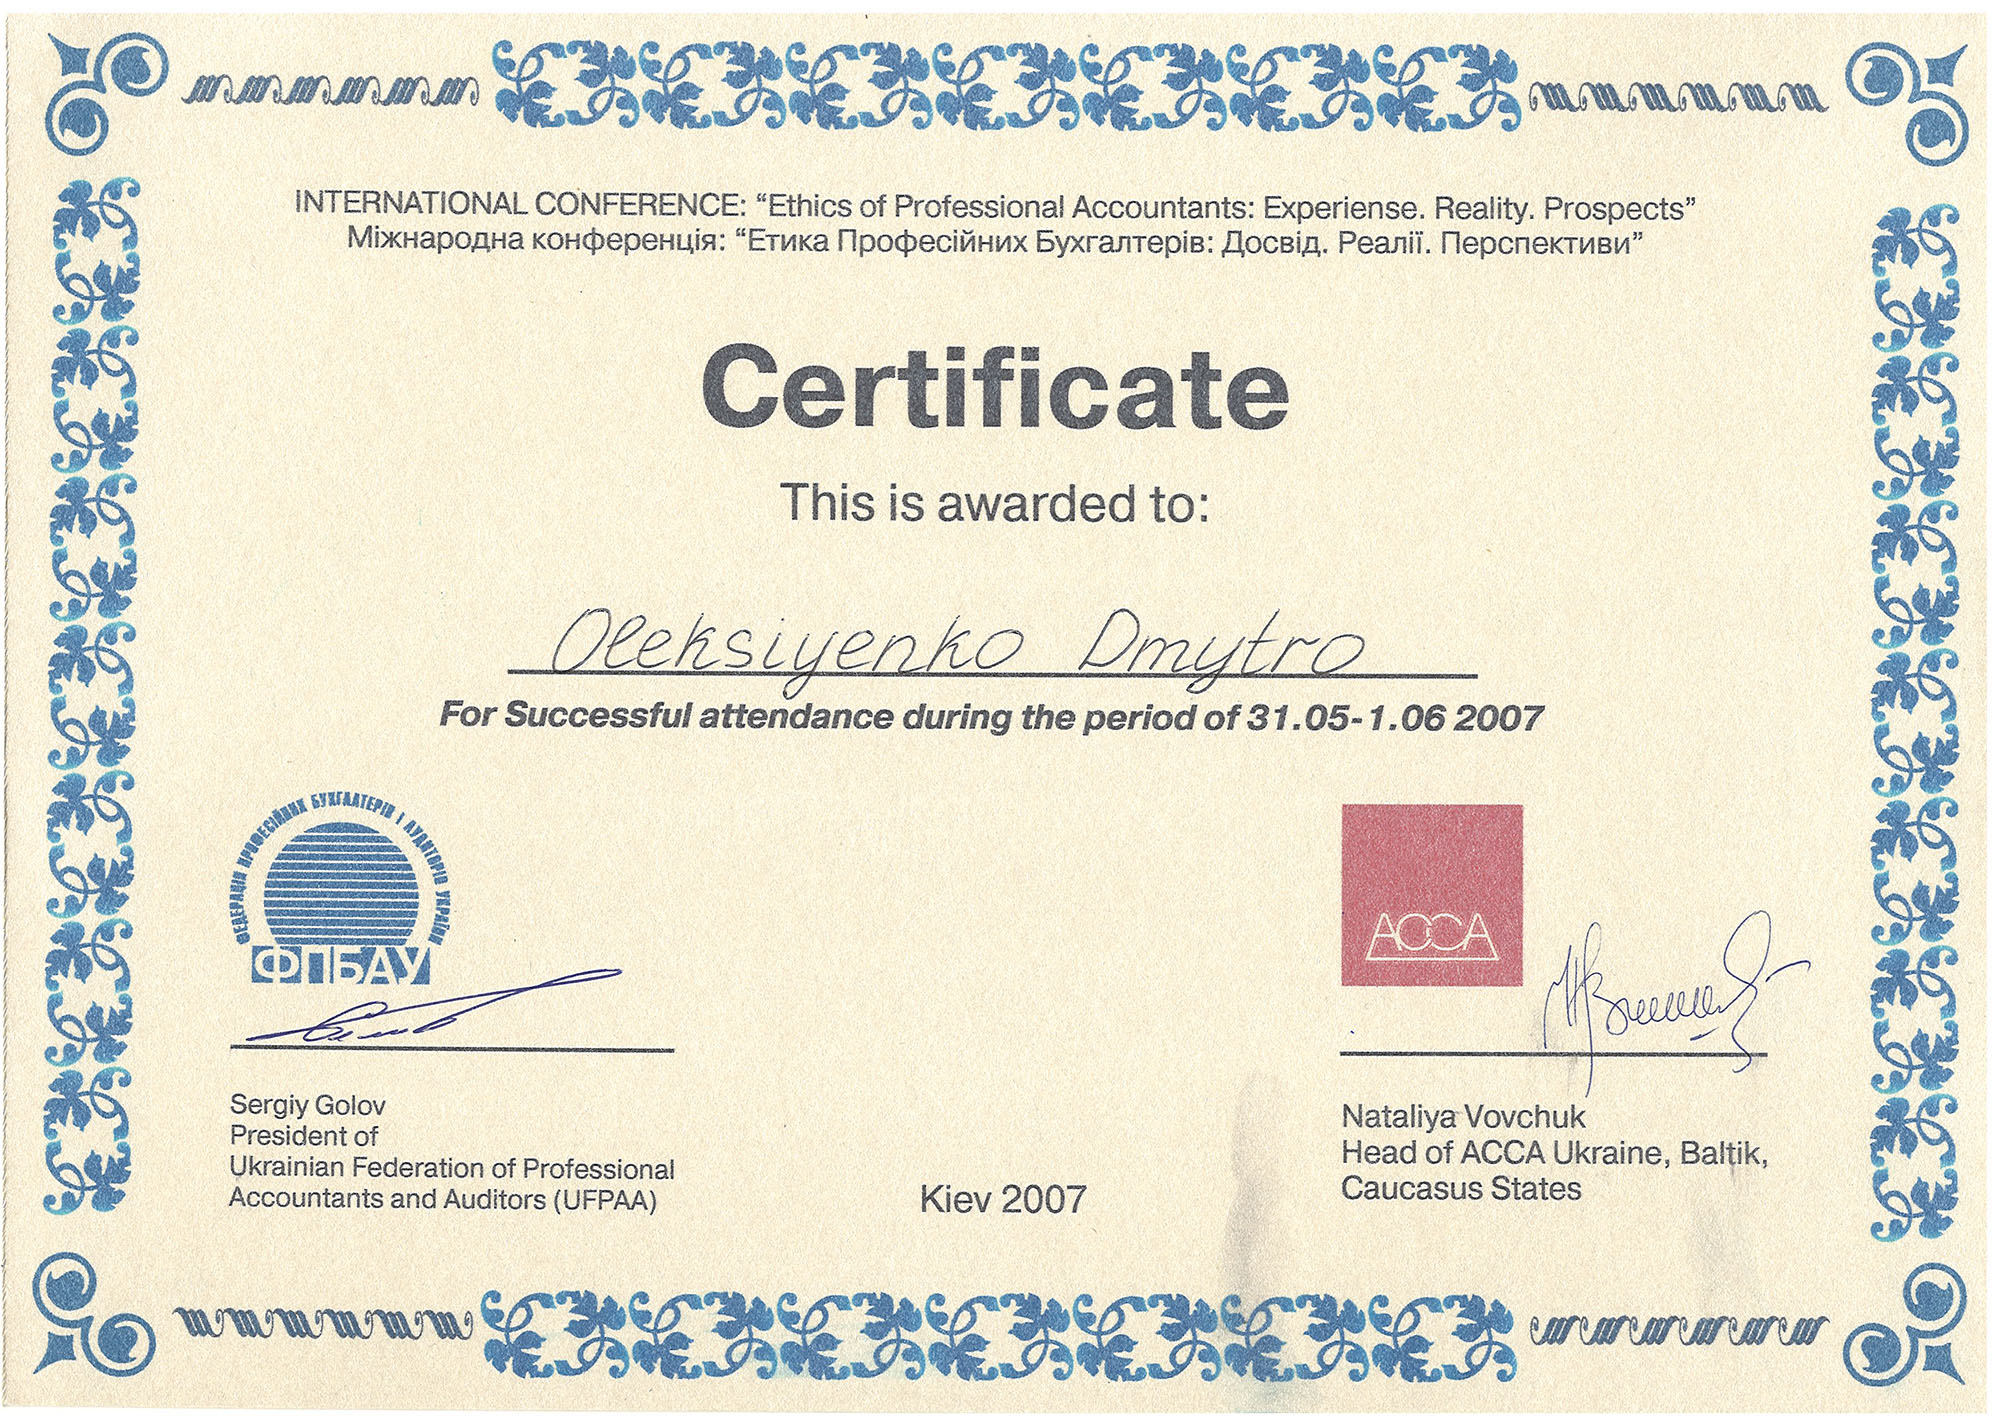 INTERNATIONAL CONFERENCE: “Ethics of Professional Accountants: Experiense. Reality. Prospects”
Міжнародна конференція: “Етика Професійних Бухгалтерів: Досвід. Реалії. Перспективи”
Certificate
This is awarded to:
Oleksiyenko Dmytro
For Successful attendance during the period of 31.05-1.06 2007
ФЕДЕРАЦІЯ ПРОФЕСІЙНИХ БУХГАЛТЕРІВ І АУДИТОРІВ УКРАЇНИ
ФПБАУ
ACCA
Sergiy Golov
President of
Ukrainian Federation of Professional
Accountants and Auditors (UFPAA)
Kiev 2007
Nataliya Vovchuk
Head of ACCA Ukraine, Baltik,
Caucasus States